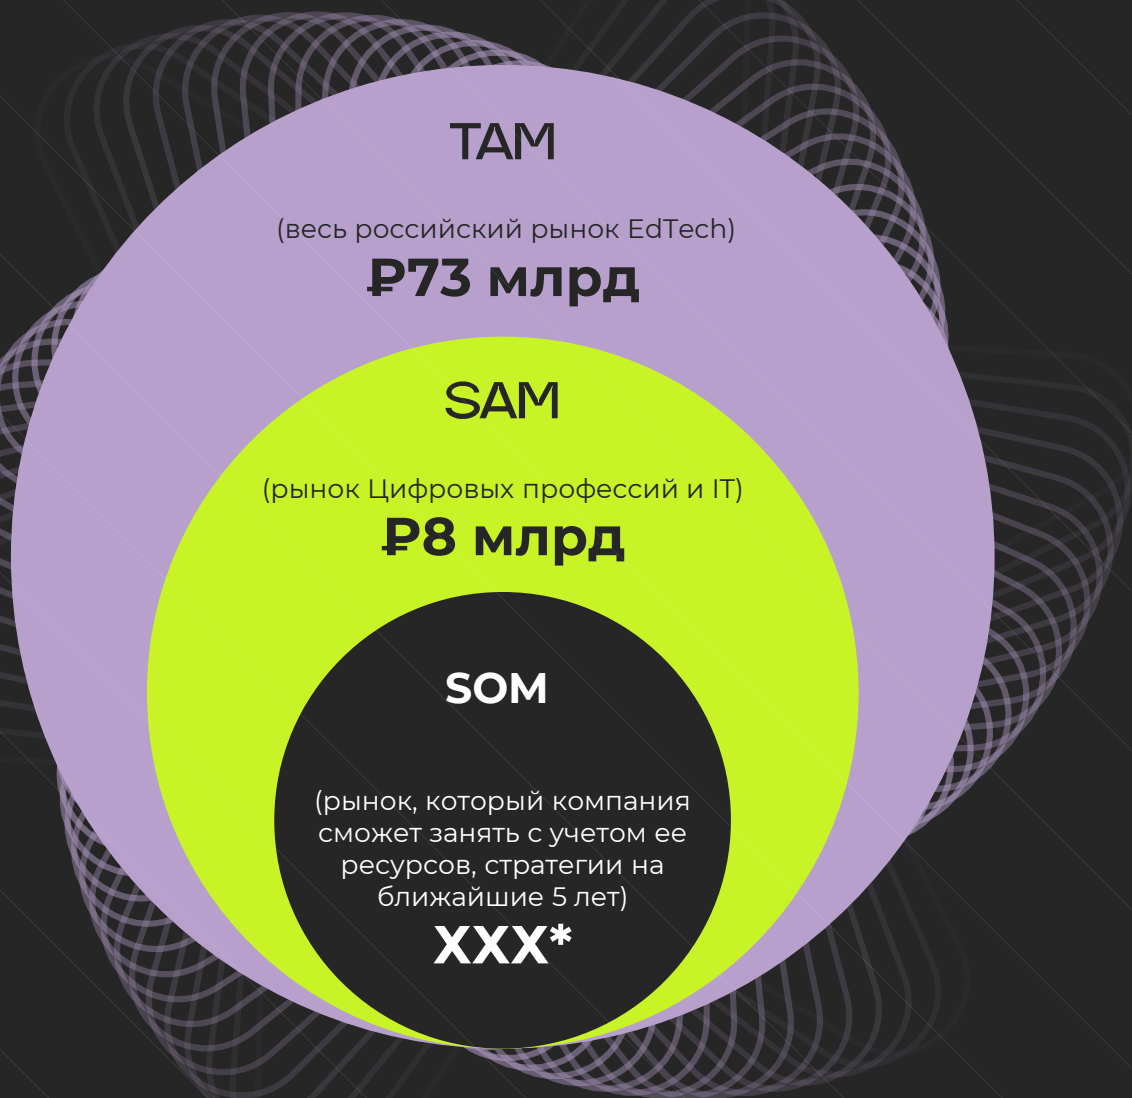 TAM
(весь российский рынок EdTech)
₽73 млрд
SAM
(рынок Цифровых профессий и IT)
₽8 млрд
SOM
(рынок, который компания
сможет занять с учетом ее
ресурсов, стратегии на
ближайшие 5 лет)
XXX*